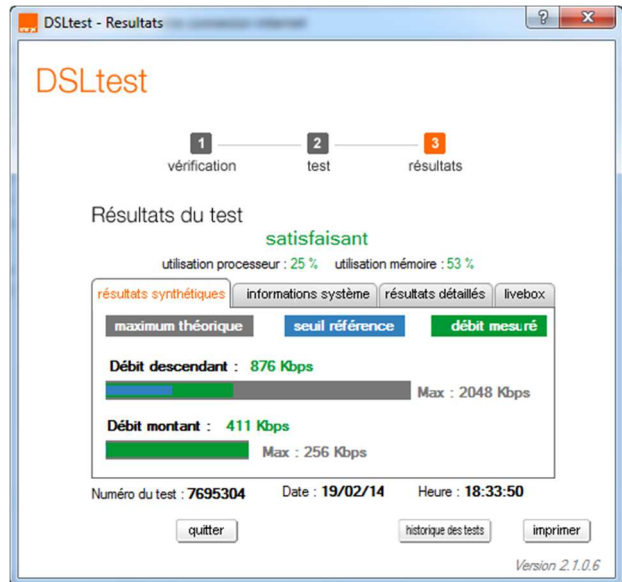 DSLtest - Resultats
DSLtest
1 2 3
vérification test résultats
Résultats du test
satisfaisant
utilisation processeur : 25 % utilisation mémoire : 53 %
résultats synthétiques informations système résultats détaillés livebox
maximum théorique seuil référence débit mesuré
Débit descendant : 876 Kbps
Max : 2048 Kbps
Débit montant : 411 Kbps
Max : 256 Kbps
Numéro du test : 7695304 Date : 19/02/14 Heure : 18:33:50
quitter historique des tests imprimer
Version 2.1.0.6